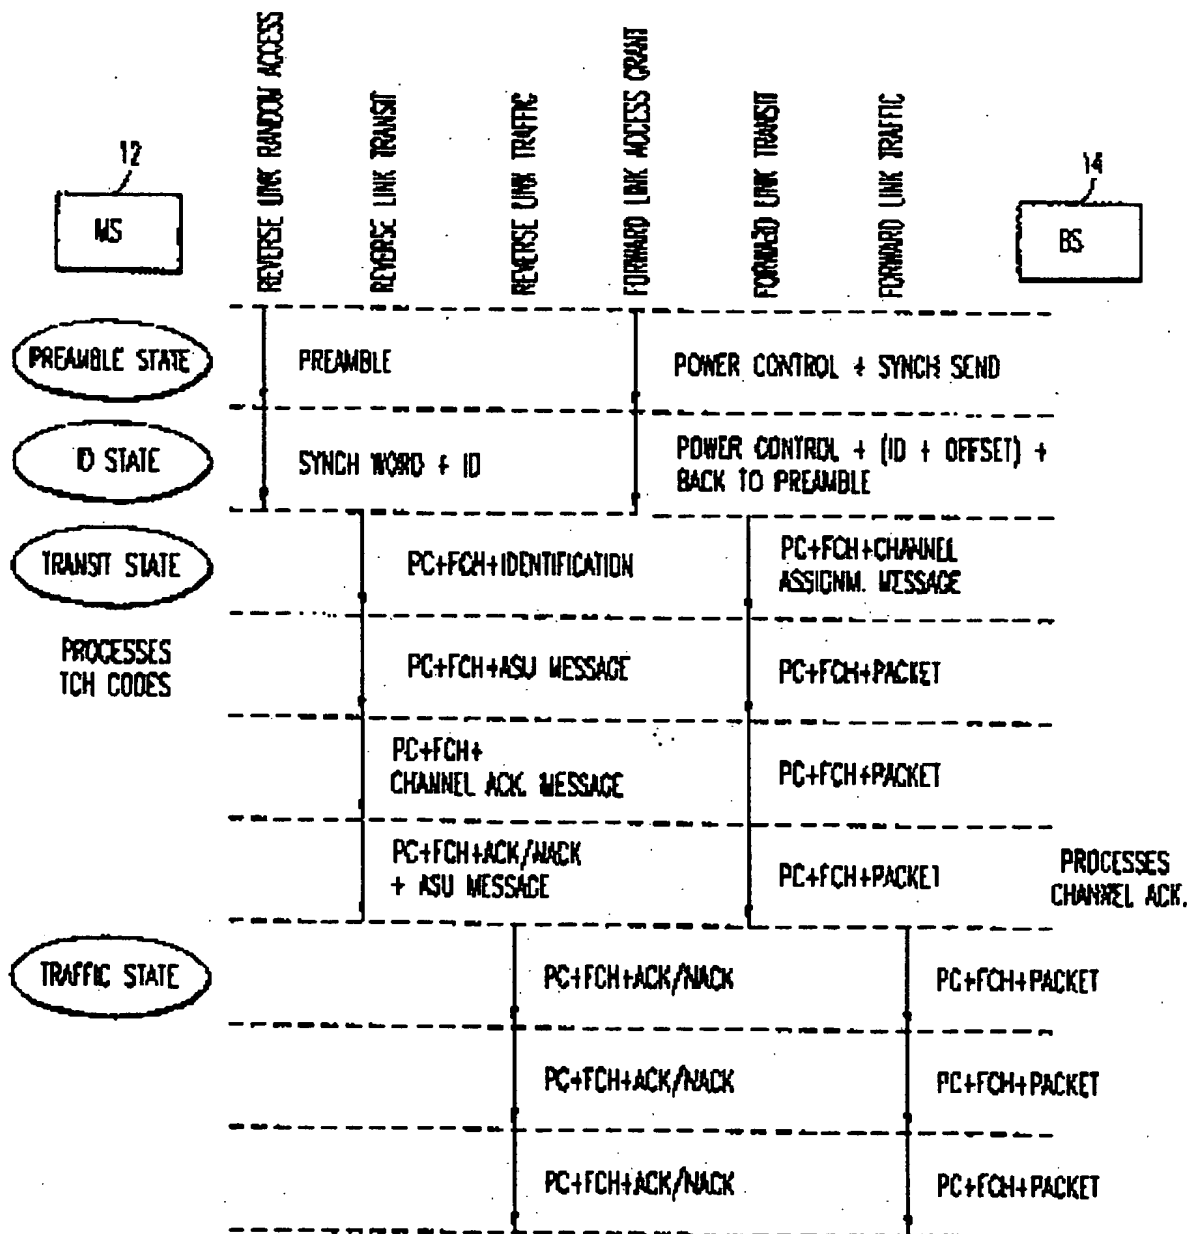 REVERSE LINK RANDOM ACCESS
REVERSE LINK TRANSIT
REVERSE LINK TRAFFIC
FORWARD LINK ACCESS GRANT
FORWARD LINK TRANSIT
FORWARD LINK TRAFFIC
12
MS
14
BS
PREAMBLE STATE
PREAMBLE
POWER CONTROL + SYNCH SEND
ID STATE
SYNCH WORD + ID
POWER CONTROL + (ID + OFFSET) +
BACK TO PREAMBLE
TRANSIT STATE
PC+FCH+IDENTIFICATION
PC+FCH+CHANNEL
ASSIGNM. MESSAGE
PROCESSES
TCH CODES
PC+FCH+ASU MESSAGE
PC+FCH+PACKET
PC+FCH+
CHANNEL ACK. MESSAGE
PC+FCH+PACKET
PC+FCH+ACK/NACK
+ ASU MESSAGE
PC+FCH+PACKET
PROCESSES
CHANNEL ACK.
TRAFFIC STATE
PC+FCH+ACK/NACK
PC+FCH+PACKET
PC+FCH+ACK/NACK
PC+FCH+PACKET
PC+FCH+ACK/NACK
PC+FCH+PACKET